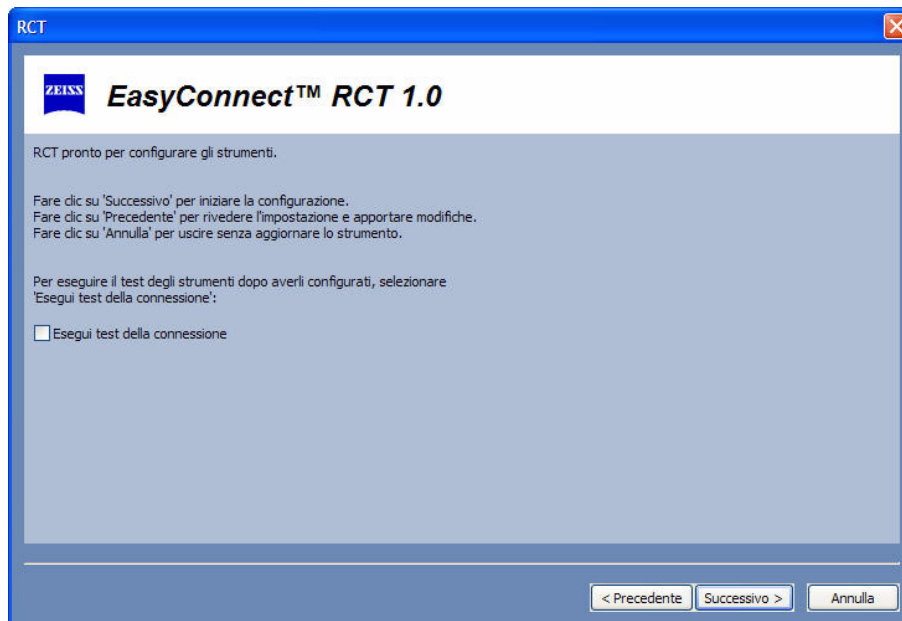 RCT
ZEISS
EasyConnect™ RCT 1.0
RCT pronto per configurare gli strumenti.
Fare clic su 'Successivo' per iniziare la configurazione.
Fare clic su 'Precedente' per rivedere l'impostazione e apportare modifiche.
Fare clic su 'Annulla' per uscire senza aggiornare lo strumento.
Per eseguire il test degli strumenti dopo averli configurati, selezionare
'Esegui test della connessione':
Esegui test della connessione
< Precedente
Successivo >
Annulla